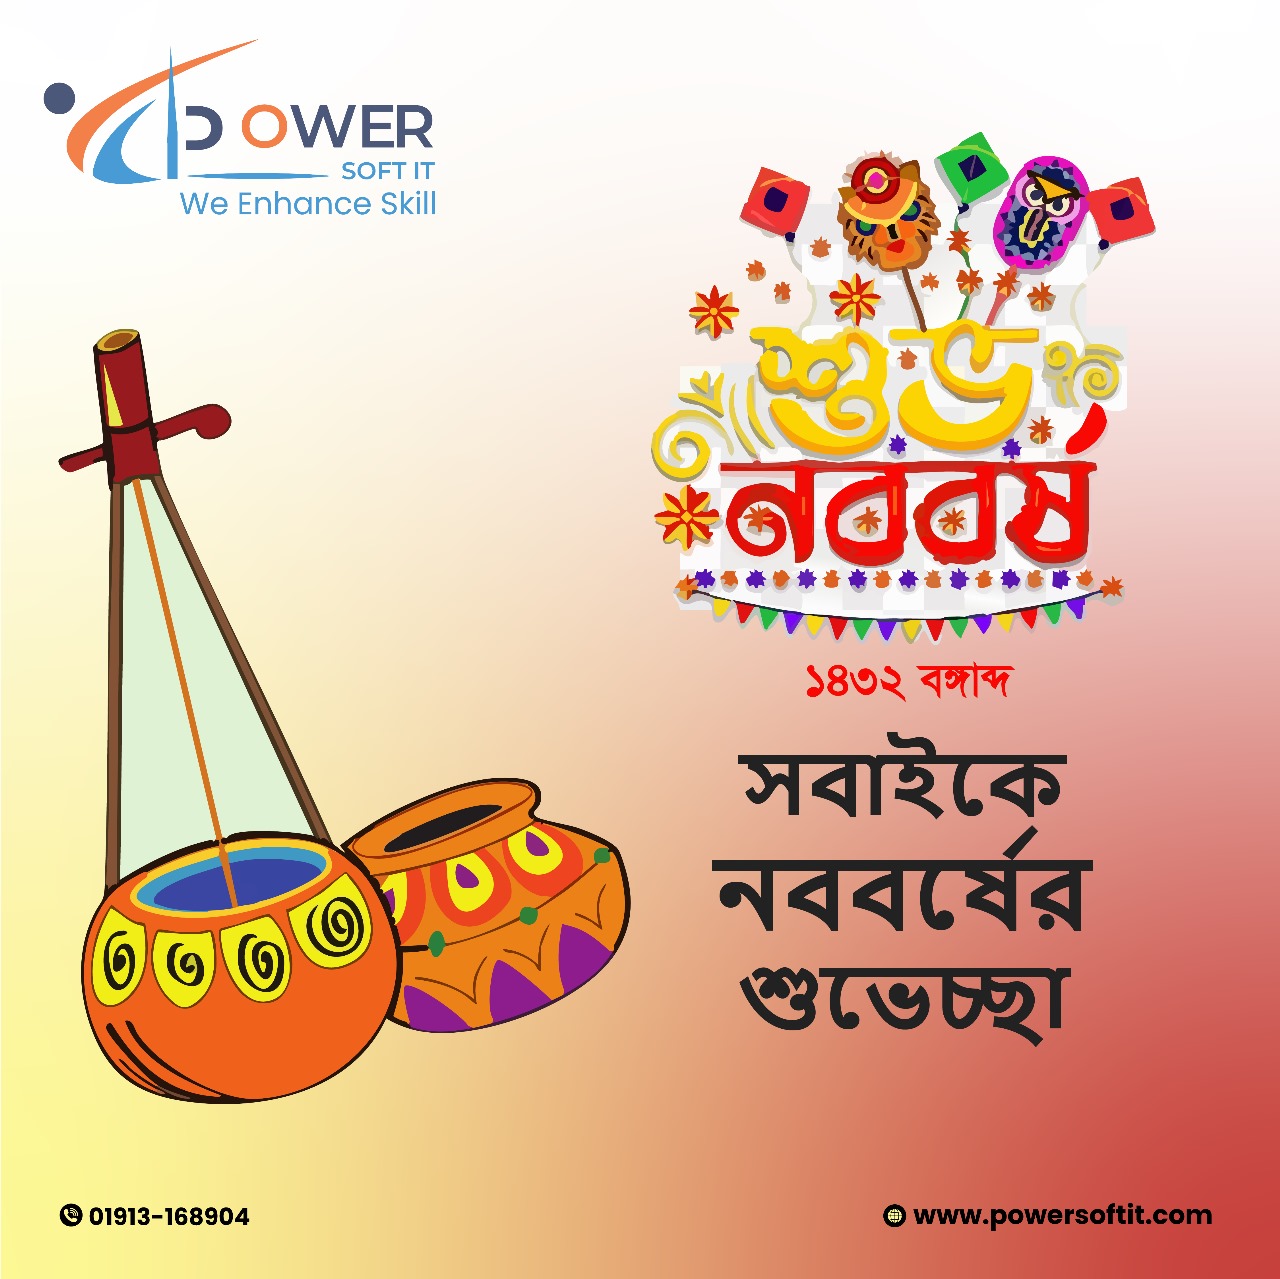 POWER
SOFT IT
We Enhance Skill
শুভ
নববর্ষ
১৪৩২ বঙ্গাব্দ
সবাইকে
নববর্ষের
শুভেচ্ছা
01913-168904
www.powersoftit.com